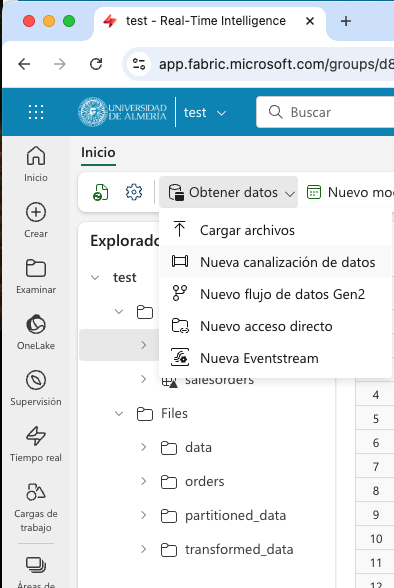 test - Real-Time Intelligence
app.fabric.microsoft.com/groups/d8
UNIVERSIDAD
DE ALMERÍA
test
Buscar
Inicio
Inicio
Crear
Examinar
OneLake
Supervisión
Tiempo real
Cargas de
trabajo
Áreas de
Obtener datos
Nuevo mo
Cargar archivos
Nueva canalización de datos
Nuevo flujo de datos Gen2
Nuevo acceso directo
Nueva Eventstream
Explorado
test
salesorders
Files
data
orders
partitioned_data
transformed_data
4
5
6
7
8
9
10
11
12